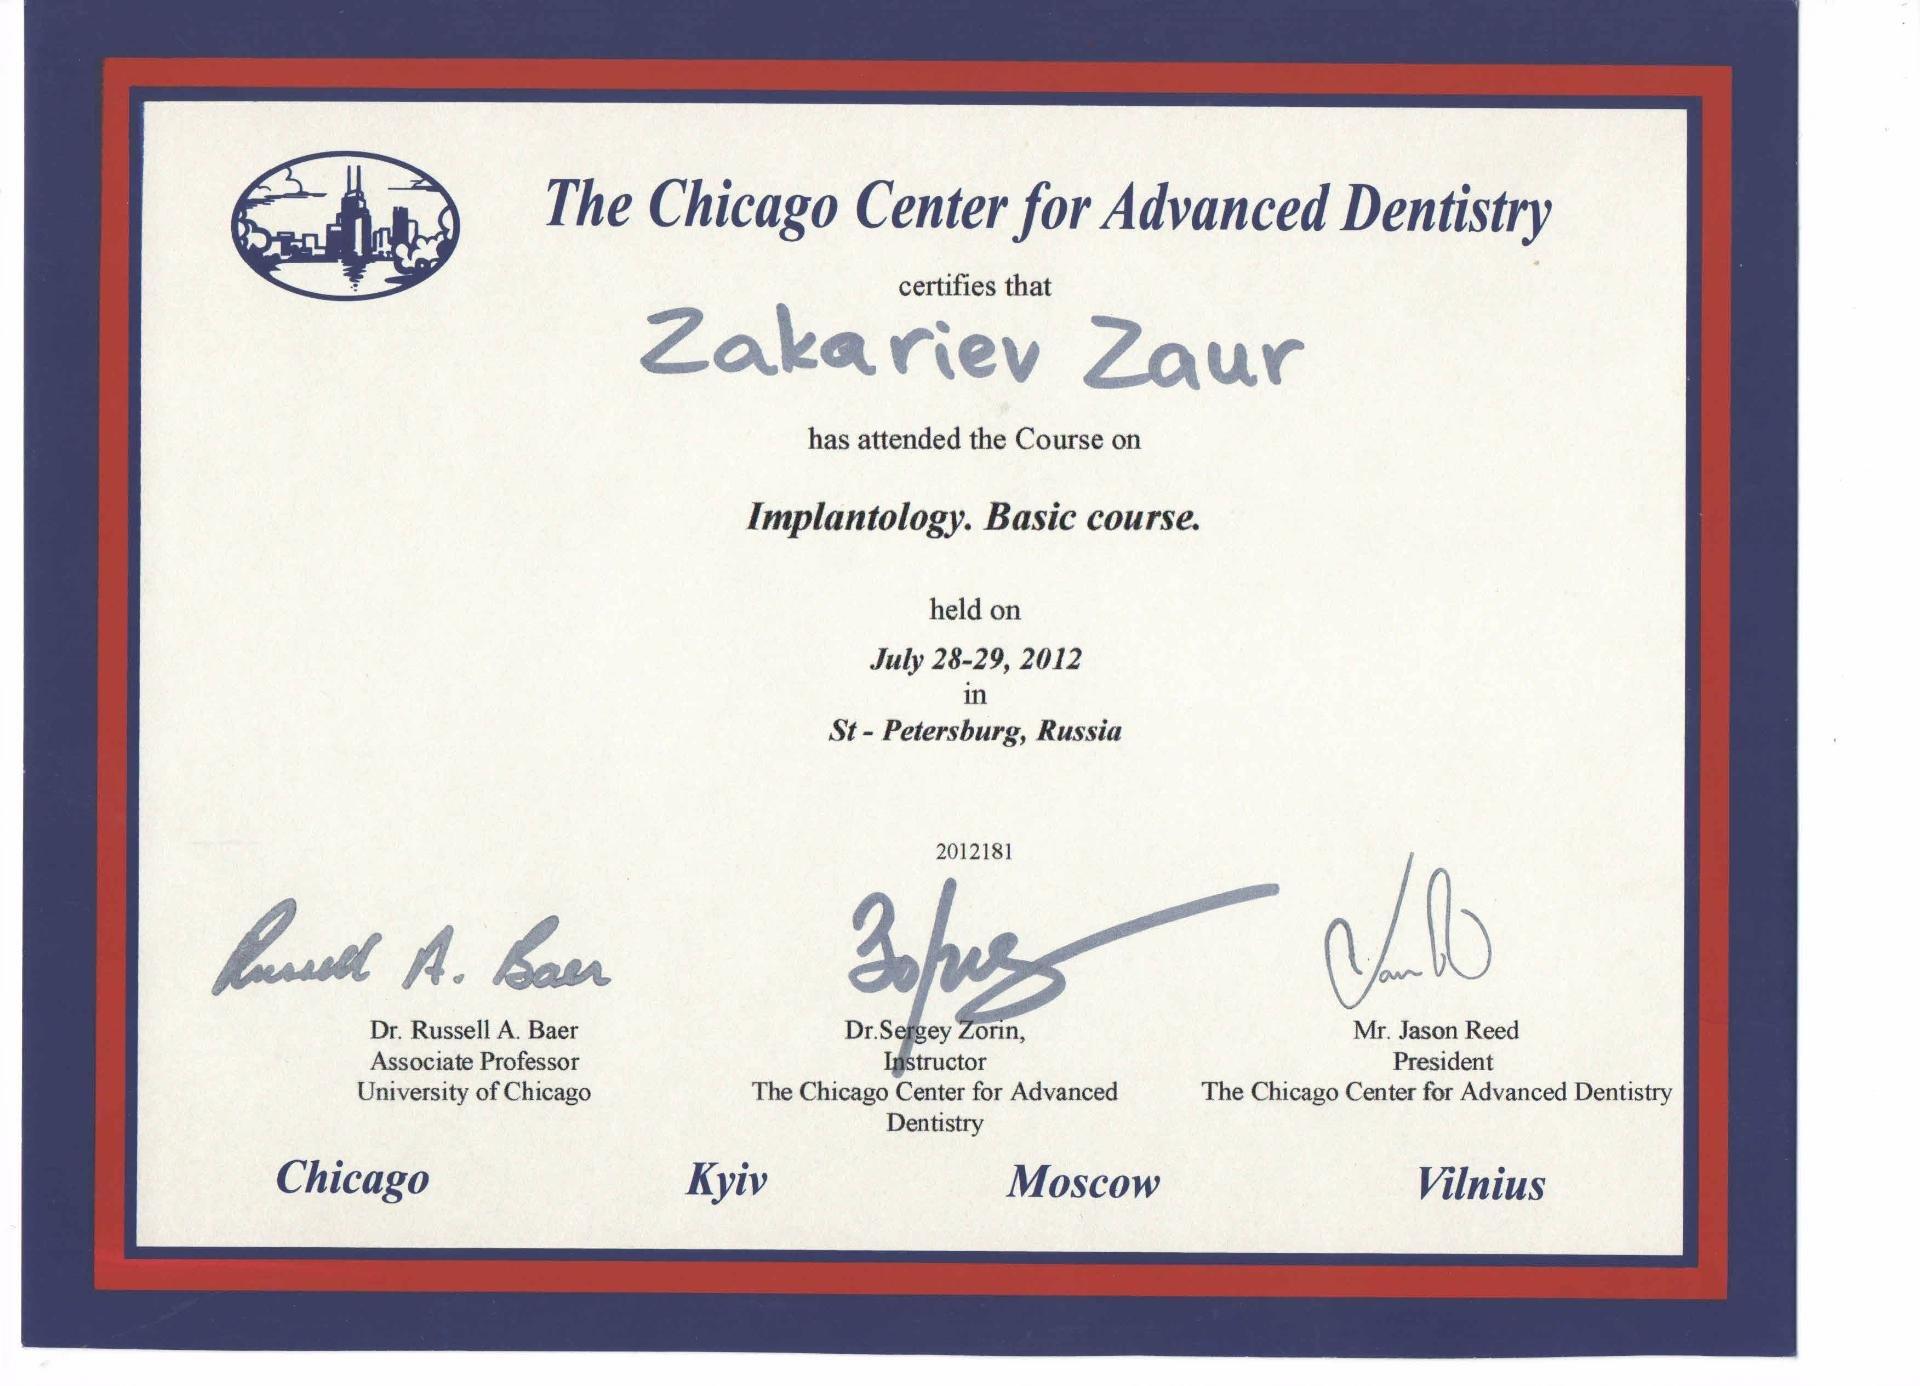 The Chicago Center for Advanced Dentistry
certifies that
Zakariev Zaur
has attended the Course on
Implantology. Basic course.
held on
July 28-29, 2012
in
St - Petersburg, Russia
2012181
Russell A. Baer
Dr. Russell A. Baer
Associate Professor
University of Chicago
Dr.Sergey Zorin,
Instructor
The Chicago Center for Advanced
Dentistry
Mr. Jason Reed
President
The Chicago Center for Advanced Dentistry
Chicago Kyiv Moscow Vilnius